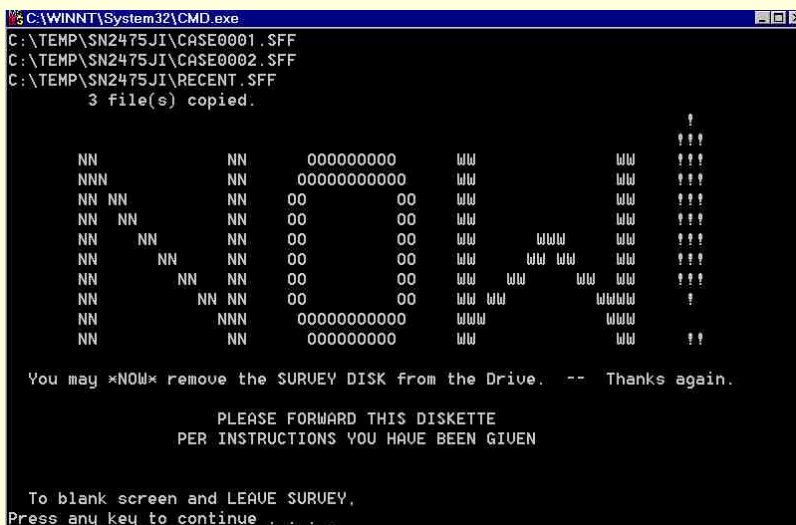 C:\WINNT\System32\CMD.exe
C:\TEMP\SN2475JI\CASE0001.SFF
C:\TEMP\SN2475JI\CASE0002.SFF
C:\TEMP\SN2475JI\RECENT.SFF
3 file(s) copied.
NOW!
You may *NOW* remove the SURVEY DISK from the Drive. -- Thanks again.
PLEASE FORWARD THIS DISKETTE
PER INSTRUCTIONS YOU HAVE BEEN GIVEN
To blank screen and LEAVE SURVEY,
Press any key to continue . . . .